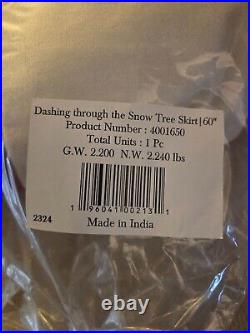 Dashing through the Snow Tree Skirt|60"
Product Number : 4001650
Total Units : 1 Pc
G.W. 2.200 N.W. 2.240 lbs
1 96041 00213 1
2324
Made in India